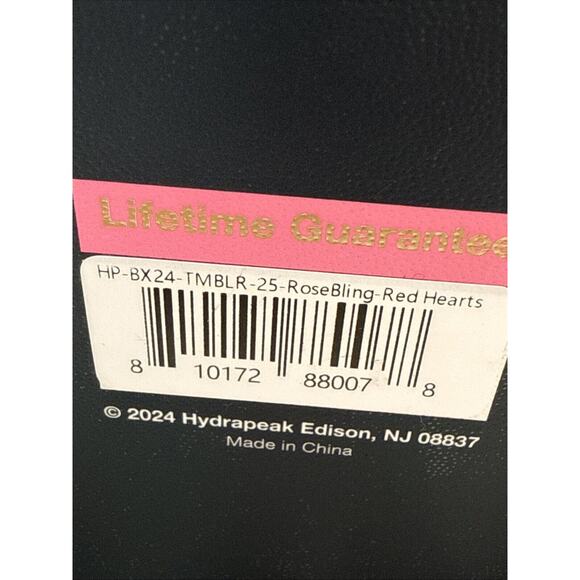 Lifetime Guarantee
HP-BX24-TMBLR-25-RoseBling-Red Hearts
8 10172 88007 8
© 2024 Hydrapeak Edison, NJ 08837
Made in China